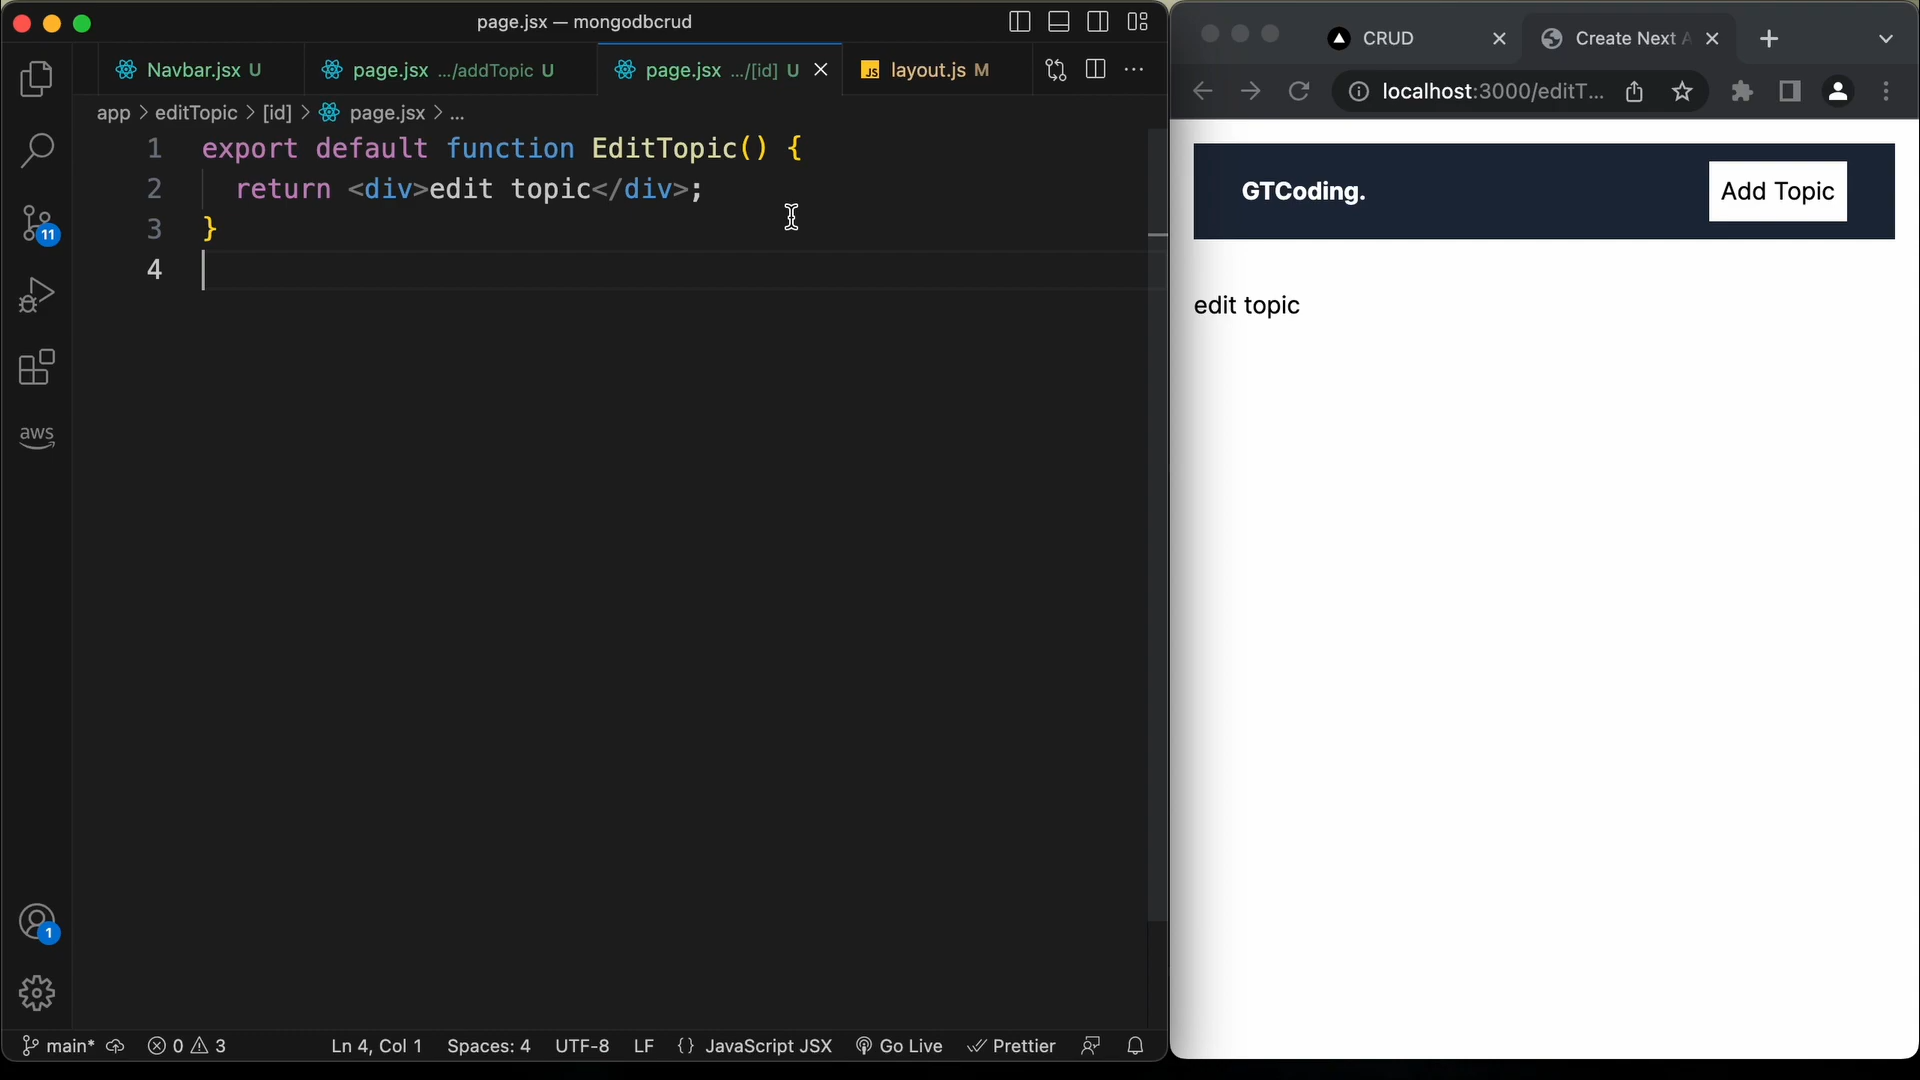 page.jsx — mongodbcrud
Navbar.jsx U
page.jsx .../addTopic U
page.jsx .../[id] U
JS layout.js M
app > editTopic > [id] > page.jsx > ...
1 export default function EditTopic() {
2 return <div>edit topic</div>;
3 }
4
11
aws
1
main* 0 3 Ln 4, Col 1 Spaces: 4 UTF-8 LF {} JavaScript JSX Go Live Prettier
CRUD
Create Next A
localhost:3000/editT...
GTCoding.
Add Topic
edit topic